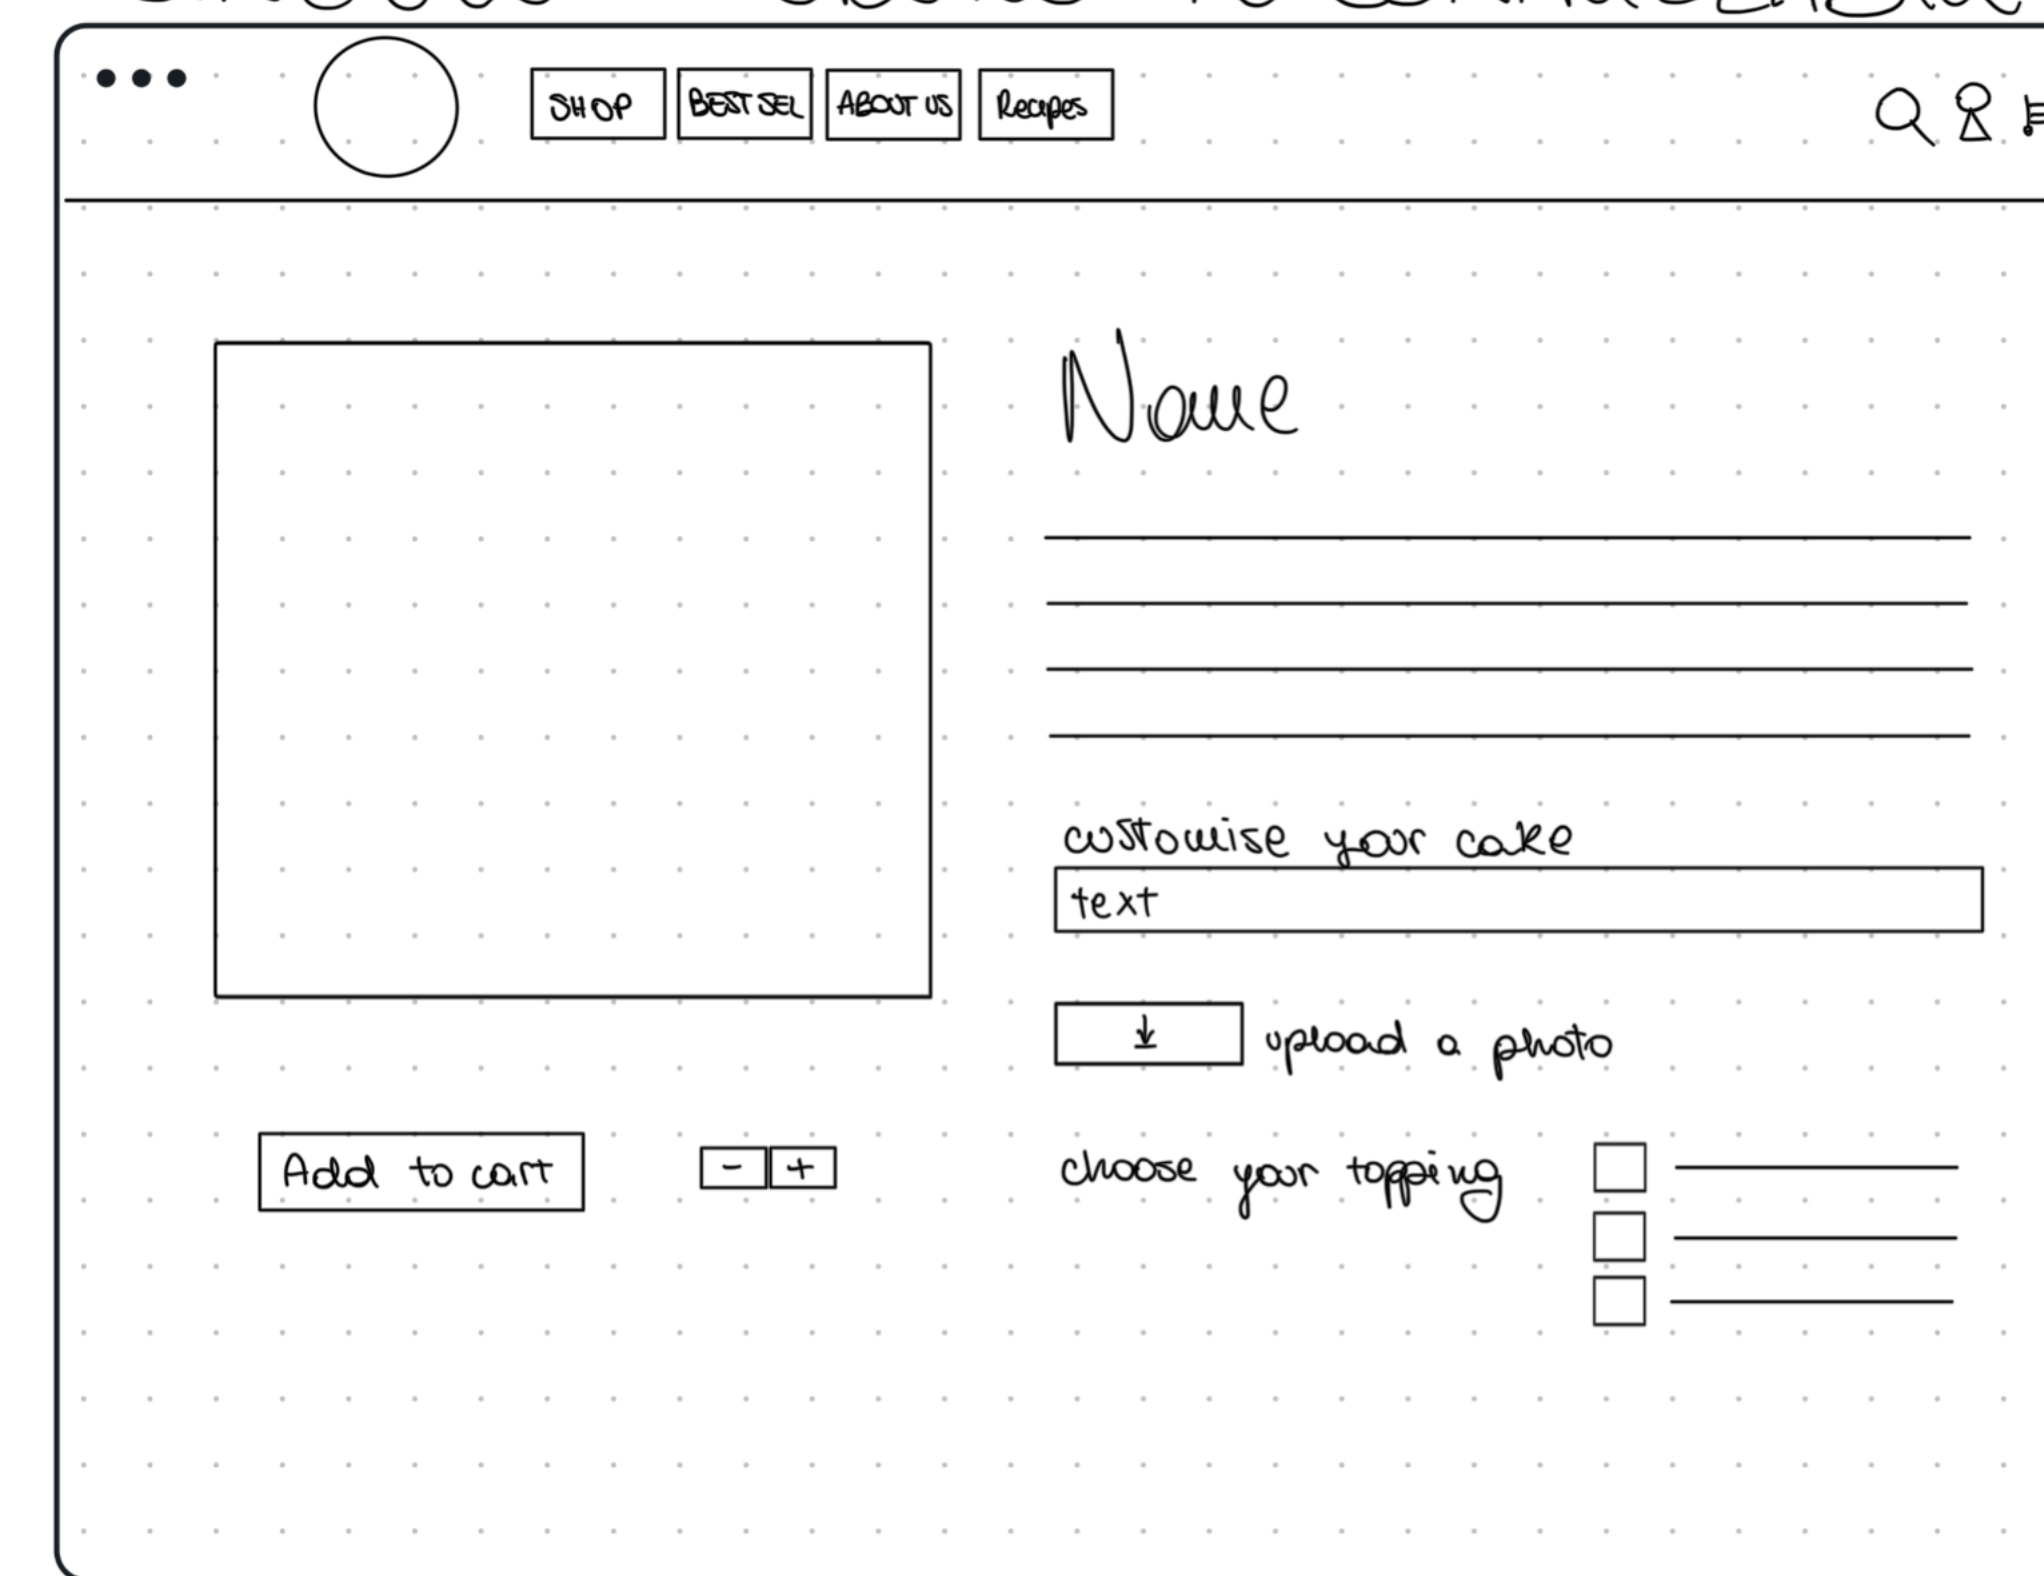 SHOP
BEST SEL
ABOUT US
Recipes
Name
customise your cake
text
upload a photo
Add to cart
- +
choose your topping